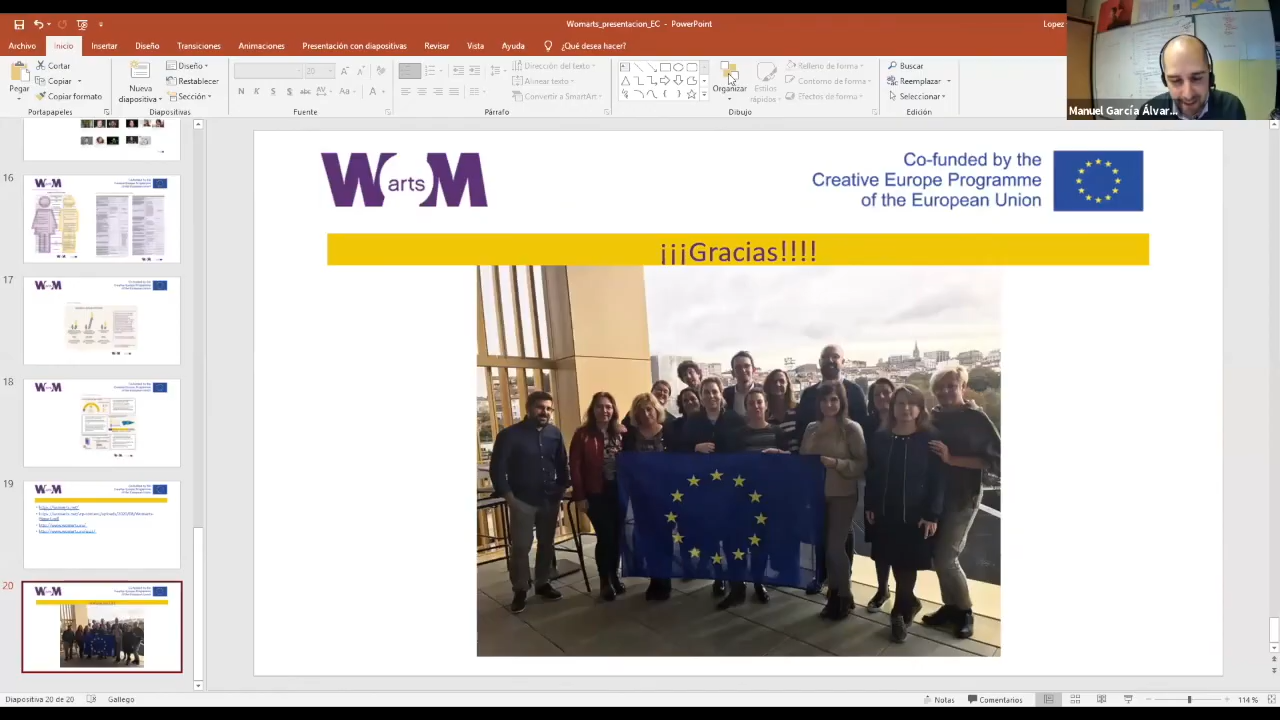 Womarts_presentacion_EC - PowerPoint
Lopez
Archivo Inicio Insertar Diseño Transiciones Animaciones Presentación con diapositivas Revisar Vista Ayuda ¿Qué desea hacer?
Pegar
Cortar
Copiar
Copiar formato
Portapapeles
Nueva diapositiva
Diseño
Restablecer
Sección
Diapositivas
20
N K S
Aa
A
Fuente
Dirección del texto
Alinear texto
Convertir a SmartArt
Párrafo
Organizar
Estilos rápidos
Relleno de forma
Contorno de forma
Efectos de forma
Dibujo
Buscar
Reemplazar
Seleccionar
Edición
Manuel García Álvar...
16
17
18
19
20
WomM
arts
Co-funded by the
Creative Europe Programme
of the European Union
¡¡¡Gracias!!!!
Diapositiva 20 de 20 Gallego Notas Comentarios 114 %